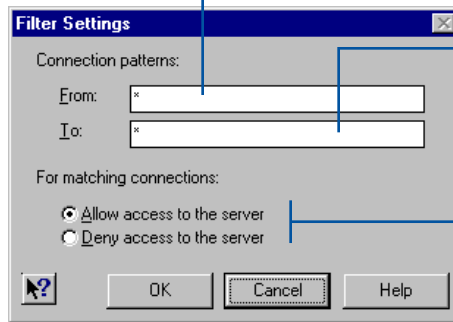 Filter Settings
Connection patterns:
From: *
To: *
For matching connections:
Allow access to the server
Deny access to the server
? OK Cancel Help